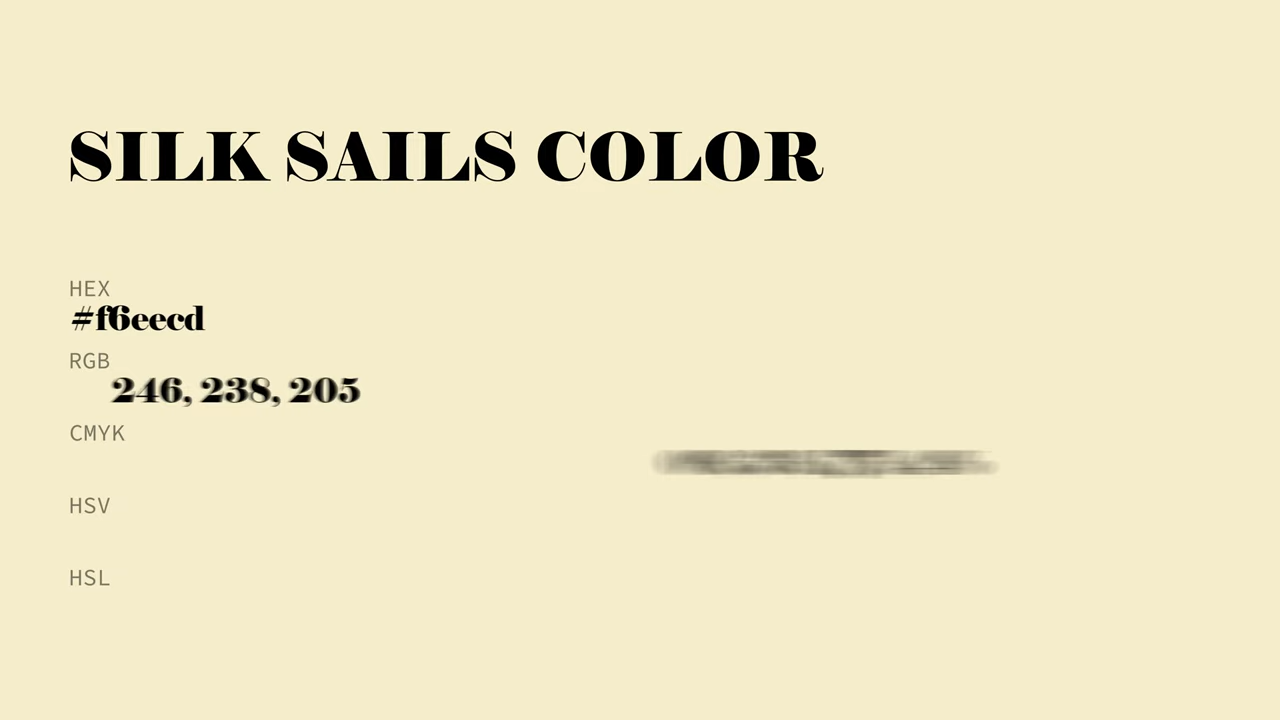 SILK SAILS COLOR
HEX
#f6eecd
RGB
246, 238, 205
CMYK
HSV
HSL